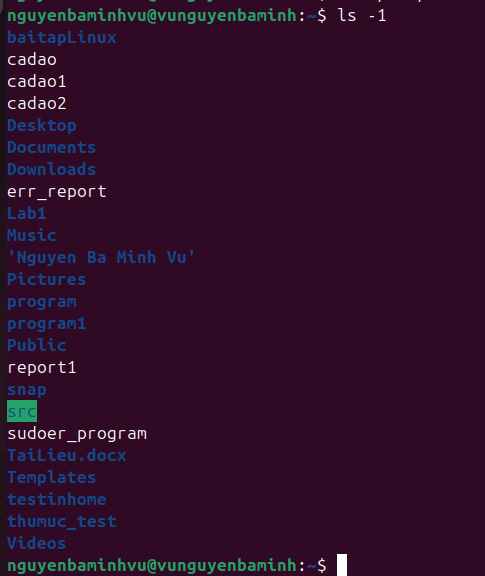 nguyenbaminhvu@vunguyenbaminh:~$ ls -1
baitapLinux
cadao
cadao1
cadao2
Desktop
Documents
Downloads
err_report
Lab1
Music
'Nguyen Ba Minh Vu'
Pictures
program
program1
Public
report1
snap
src
sudoer_program
TaiLieu.docx
Templates
testinhome
thumuc_test
Videos
nguyenbaminhvu@vunguyenbaminh:~$